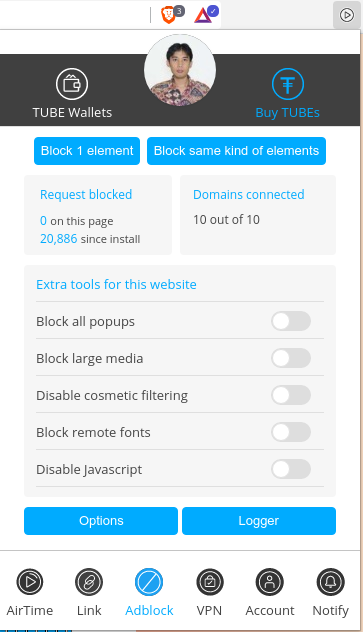 3
TUBE Wallets
Buy TUBEs
Block 1 element
Block same kind of elements
Request blocked
0 on this page
20,886 since install
Domains connected
10 out of 10
Extra tools for this website
Block all popups
Block large media
Disable cosmetic filtering
Block remote fonts
Disable Javascript
Options
Logger
AirTime
Link
Adblock
VPN
Account
Notify